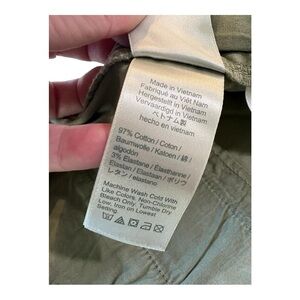 Made in Vietnam
Fabriqué au Viêt Nam
Hergestellt in Vietnam
Vervaardigd in Vietnam
ベトナム製
hecho en vietnam
97% Cotton / Coton /
Baumwolle / Katoen / 綿 /
algodón
3% Elastane / Elasthanne /
Elastan / Elastaan / ポリウ
レタン / elastano
Machine Wash Cold With
Like Colors, Non-Chlorine
Bleach Only, Tumble Dry
Low, Iron on Lowest
Setting.